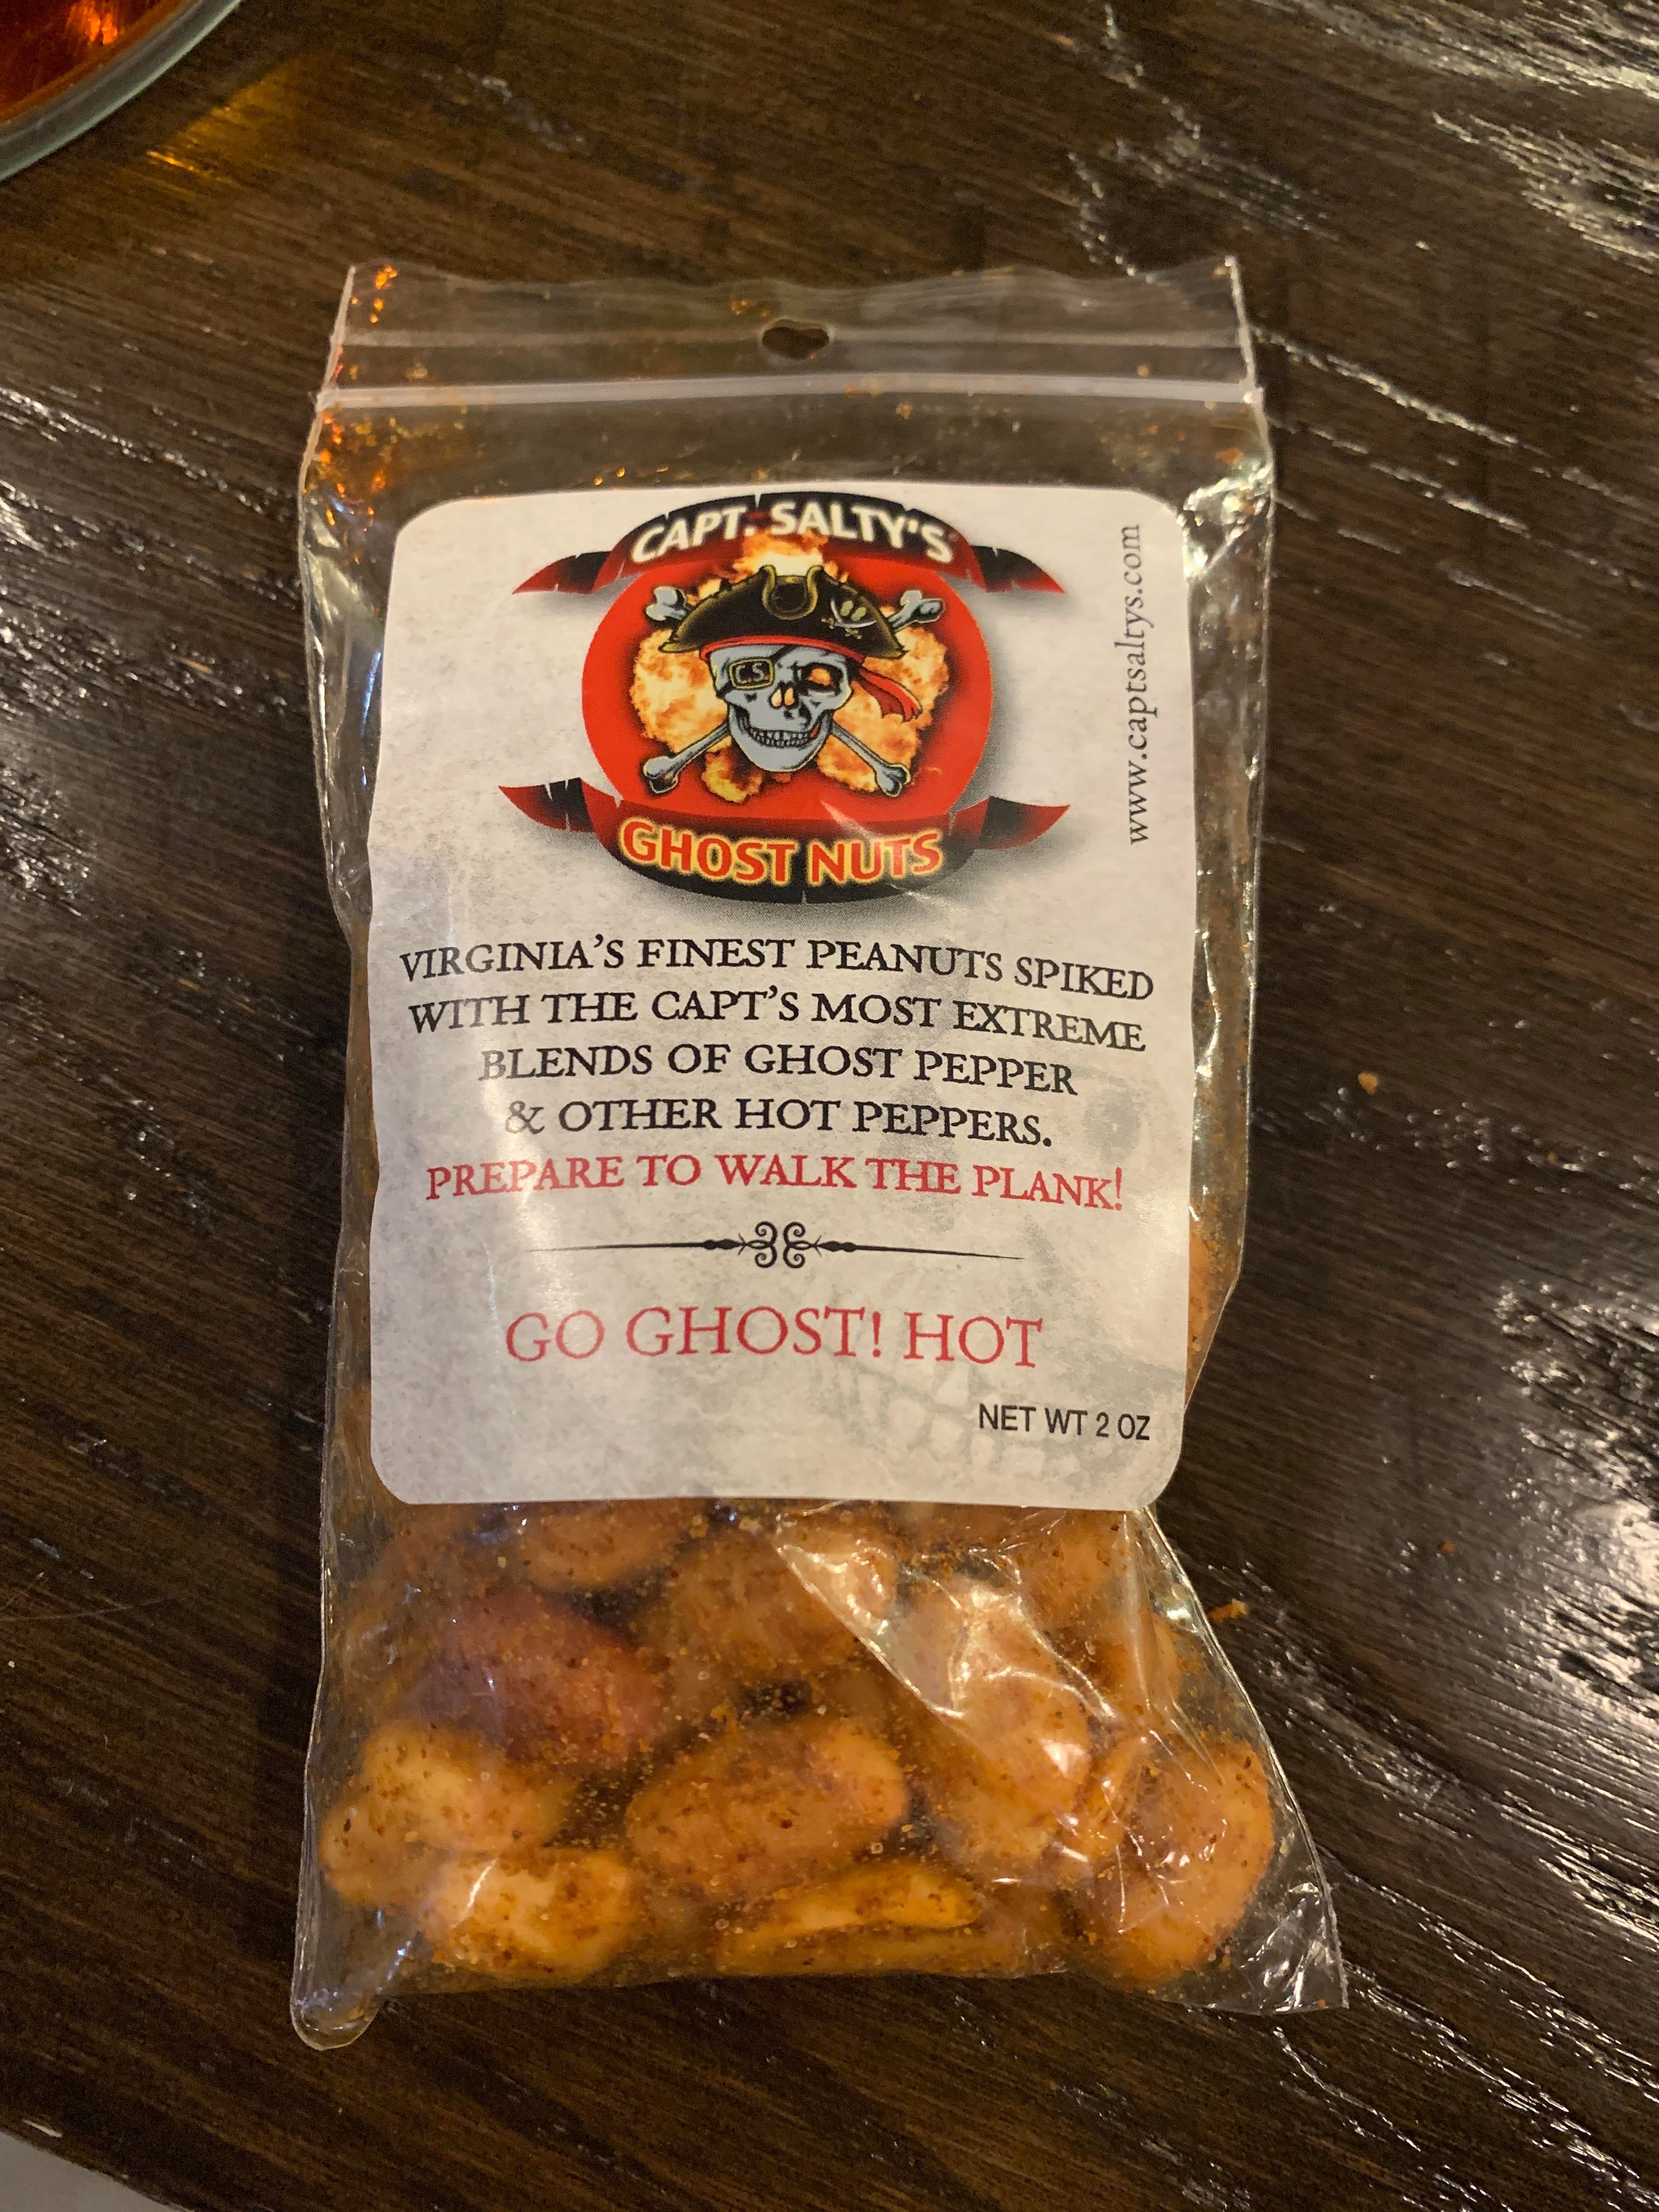 CAPT. SALTY'S
C.S.
GHOST NUTS
www.captsaltys.com
VIRGINIA'S FINEST PEANUTS SPIKED
WITH THE CAPT'S MOST EXTREME
BLENDS OF GHOST PEPPER
& OTHER HOT PEPPERS.
PREPARE TO WALK THE PLANK!
GO GHOST! HOT
NET WT 2 OZ